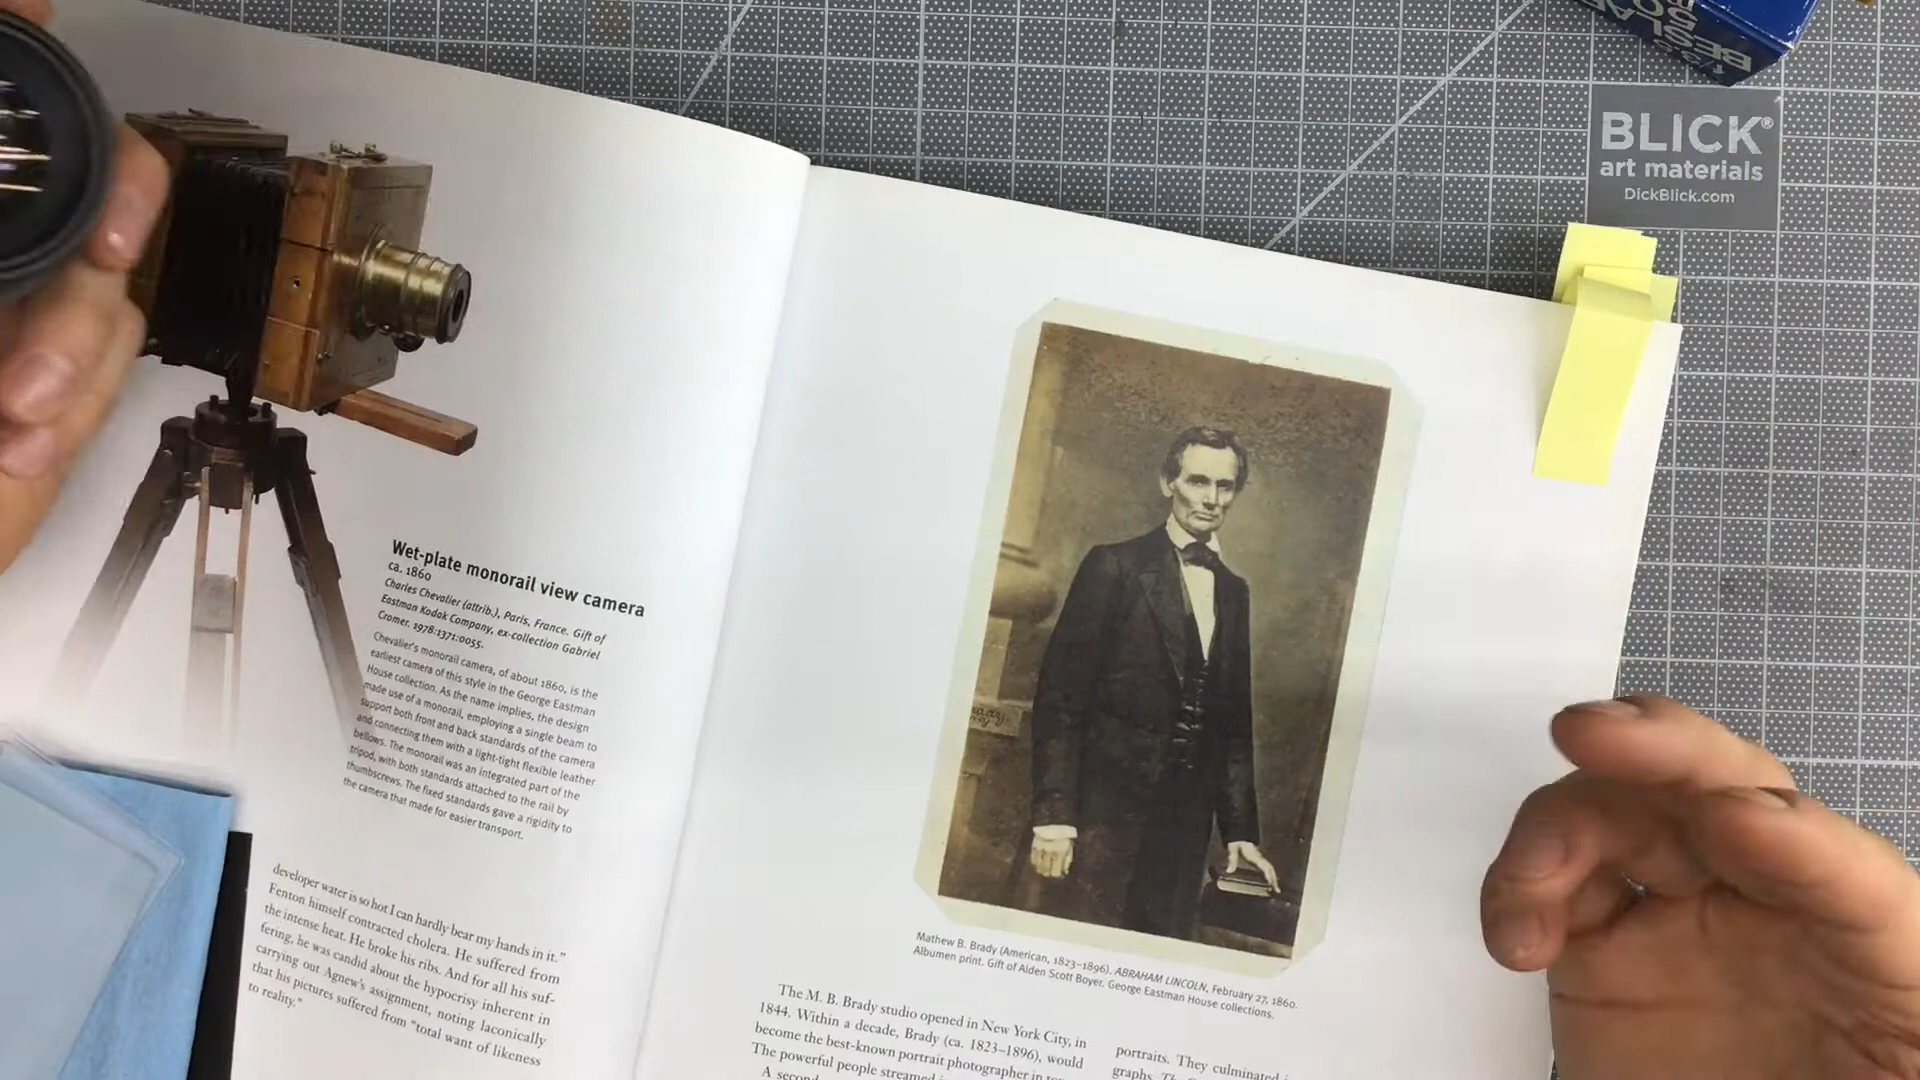 BESL
50
BLICK®
art materials
DickBlick.com
Wet-plate monorail view camera
ca. 1860
Charles Chevalier (attrib.), Paris, France. Gift of
Eastman Kodak Company, ex-collection Gabriel
Cromer. 1978:1371:0055.
Chevalier's monorail camera, of about 1860, is the
earliest camera of this style in the George Eastman
House collection. As the name implies, the design
made use of a monorail, employing a single beam to
support both front and back standards of the camera
and connecting them with a light-tight flexible leather
bellows. The monorail was an integrated part of the
tripod, with both standards attached to the rail by
thumbscrews. The fixed standards gave a rigidity to
the camera that made for easier transport.
developer water is so hot I can hardly bear my hands in it."
Fenton himself contracted cholera. He suffered from
the intense heat. He broke his ribs. And for all his suf-
fering, he was candid about the hypocrisy inherent in
carrying out Agnew's assignment, noting laconically
that his pictures suffered from "total want of likeness
to reality."
Mathew B. Brady (American, 1823–1896). ABRAHAM LINCOLN, February 27, 1860.
Albumen print. Gift of Alden Scott Boyer. George Eastman House collections.
The M. B. Brady studio opened in New York City, in
1844. Within a decade, Brady (ca. 1823–1896), would
become the best-known portrait photographer in
The powerful people streamed
A second
portraits. They culminated
graphs.